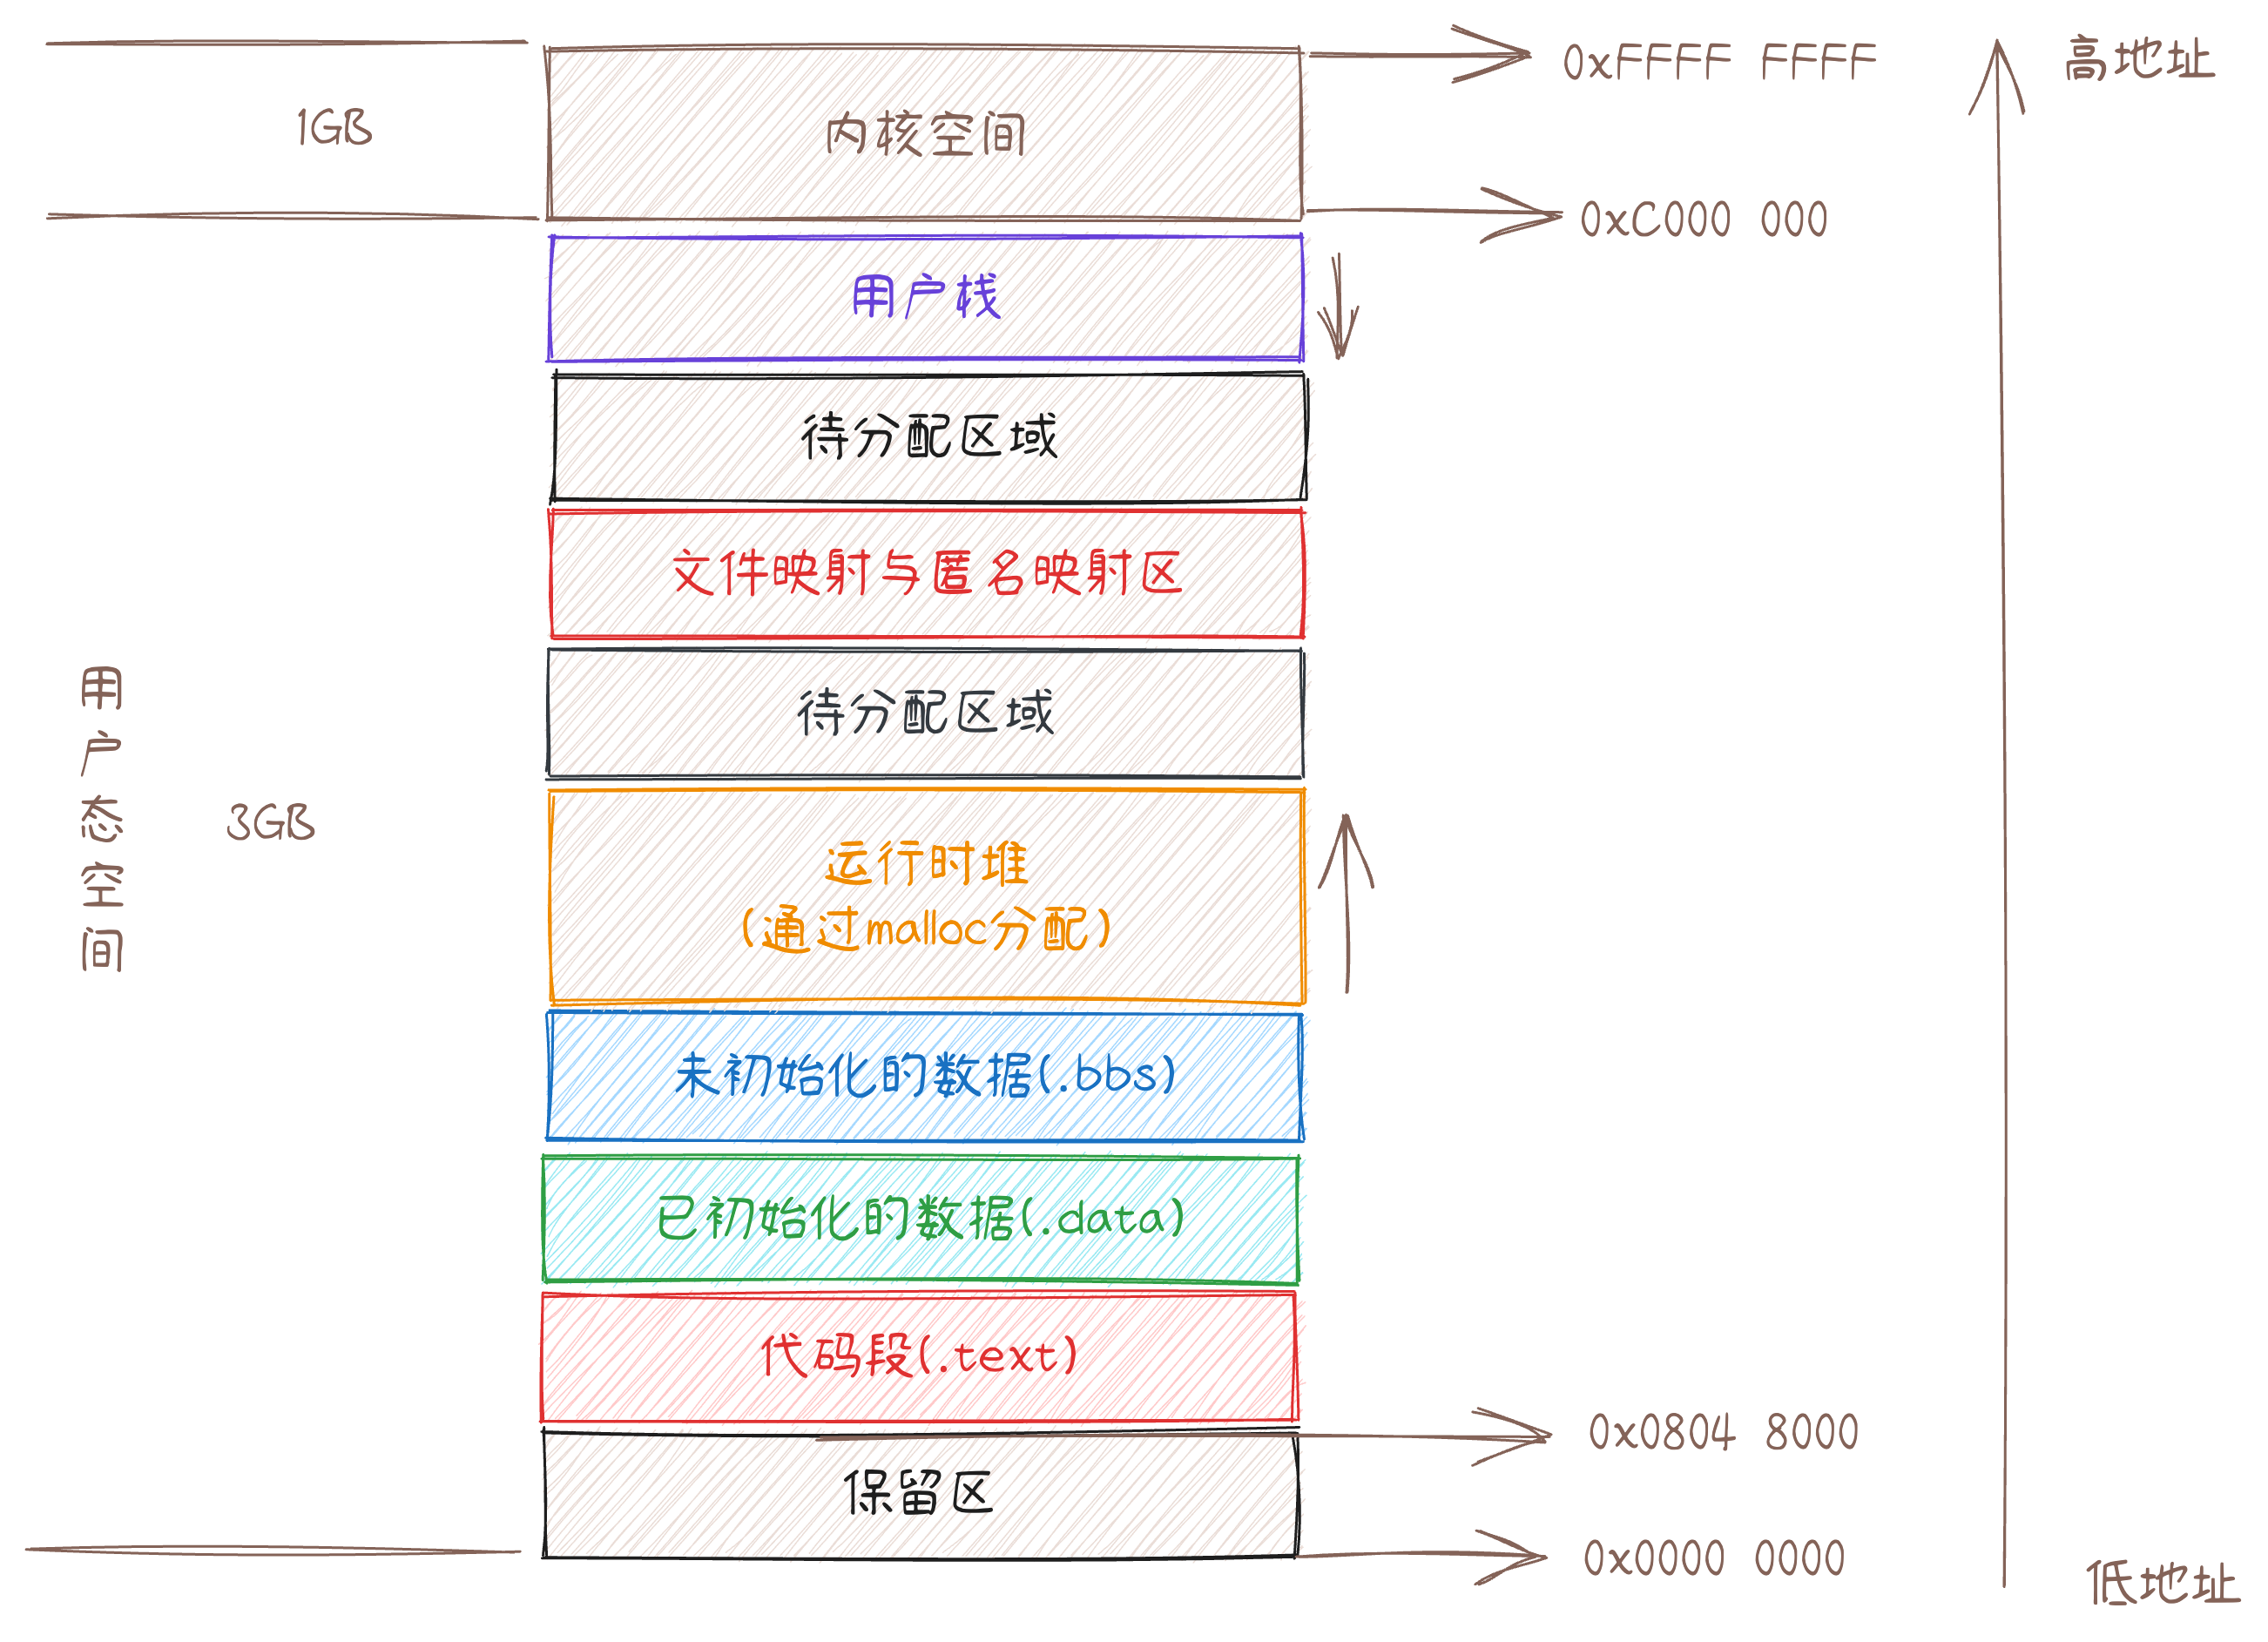 0xFFFF FFFF
高地址
1GB
内核空间
0xC000 000
用户栈
待分配区域
文件映射与匿名映射区
待分配区域
用户态空间
3GB
运行时堆
(通过malloc分配)
未初始化的数据(.bbs)
已初始化的数据(.data)
代码段(.text)
0x0804 8000
保留区
0x0000 0000
低地址